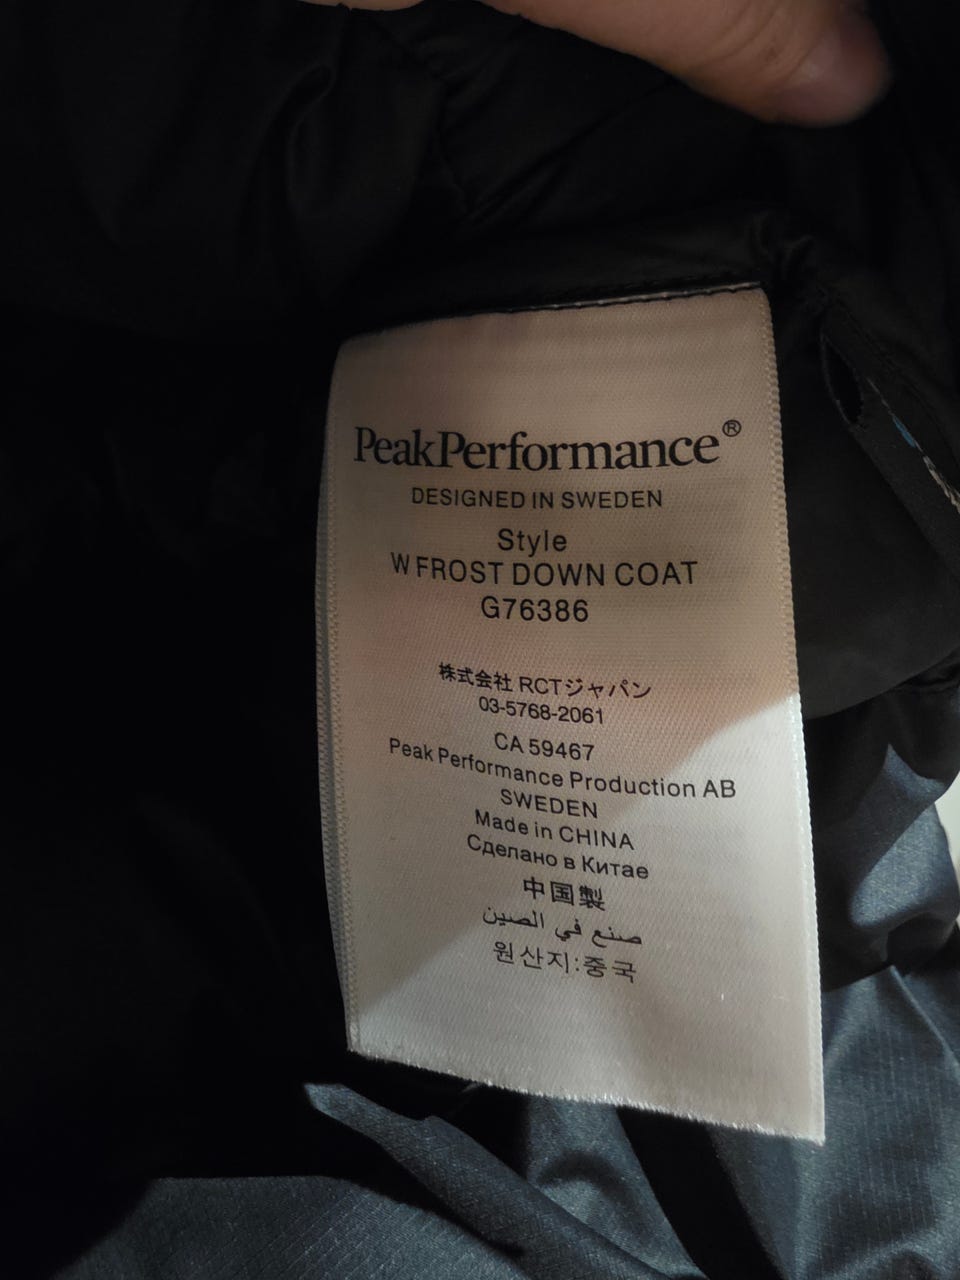 PeakPerformance®
DESIGNED IN SWEDEN
Style
W FROST DOWN COAT
G76386
株式会社 RCTジャパン
03-5768-2061
CA 59467
Peak Performance Production AB
SWEDEN
Made in CHINA
Сделано в Китае
中国製
صنع في الصين
원산지:중국